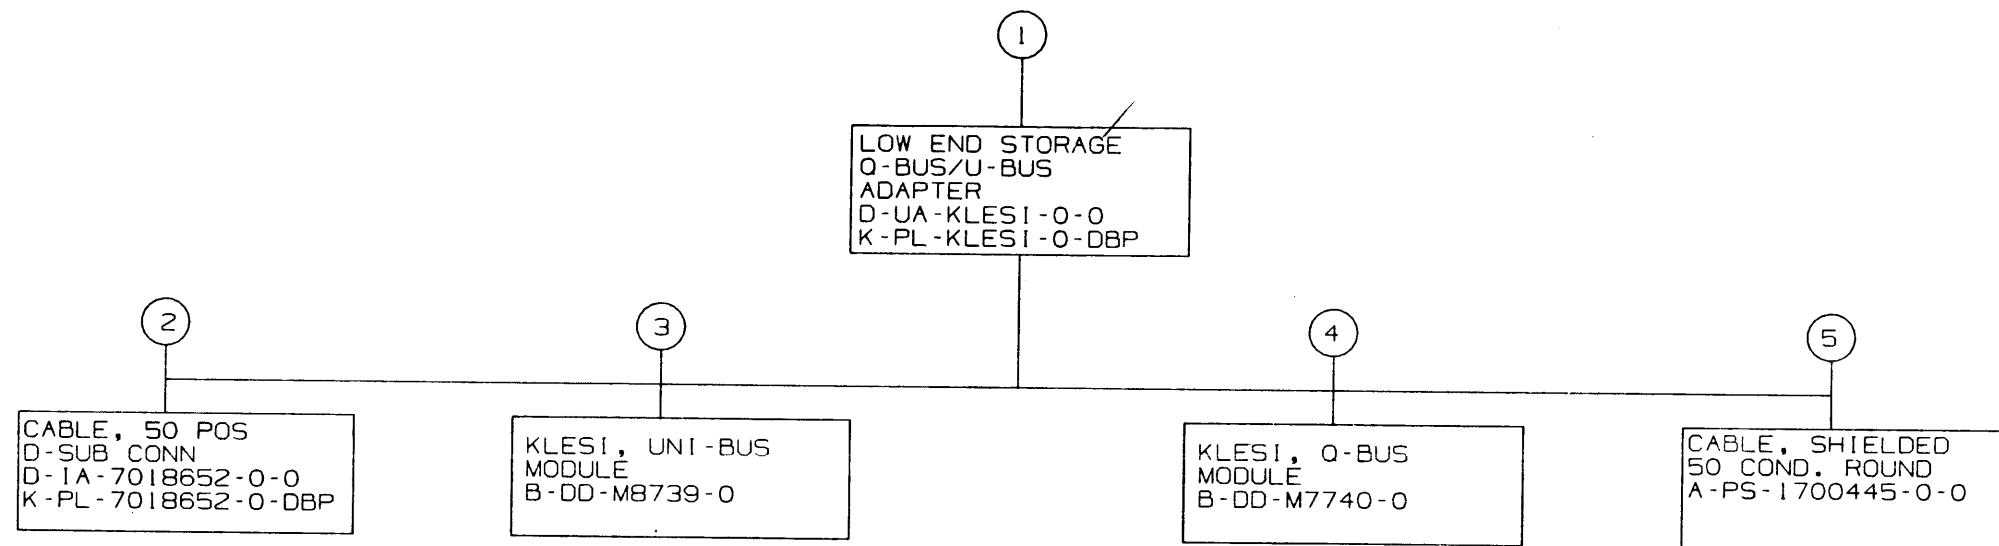 1
LOW END STORAGE
Q-BUS/U-BUS
ADAPTER
D-UA-KLESI-0-0
K-PL-KLESI-0-DBP
2
CABLE, 50 POS
D-SUB CONN
D-IA-7018652-0-0
K-PL-7018652-0-DBP
3
KLESI, UNI-BUS
MODULE
B-DD-M8739-0
4
KLESI, Q-BUS
MODULE
B-DD-M7740-0
5
CABLE, SHIELDED
50 COND. ROUND
A-PS-1700445-0-0